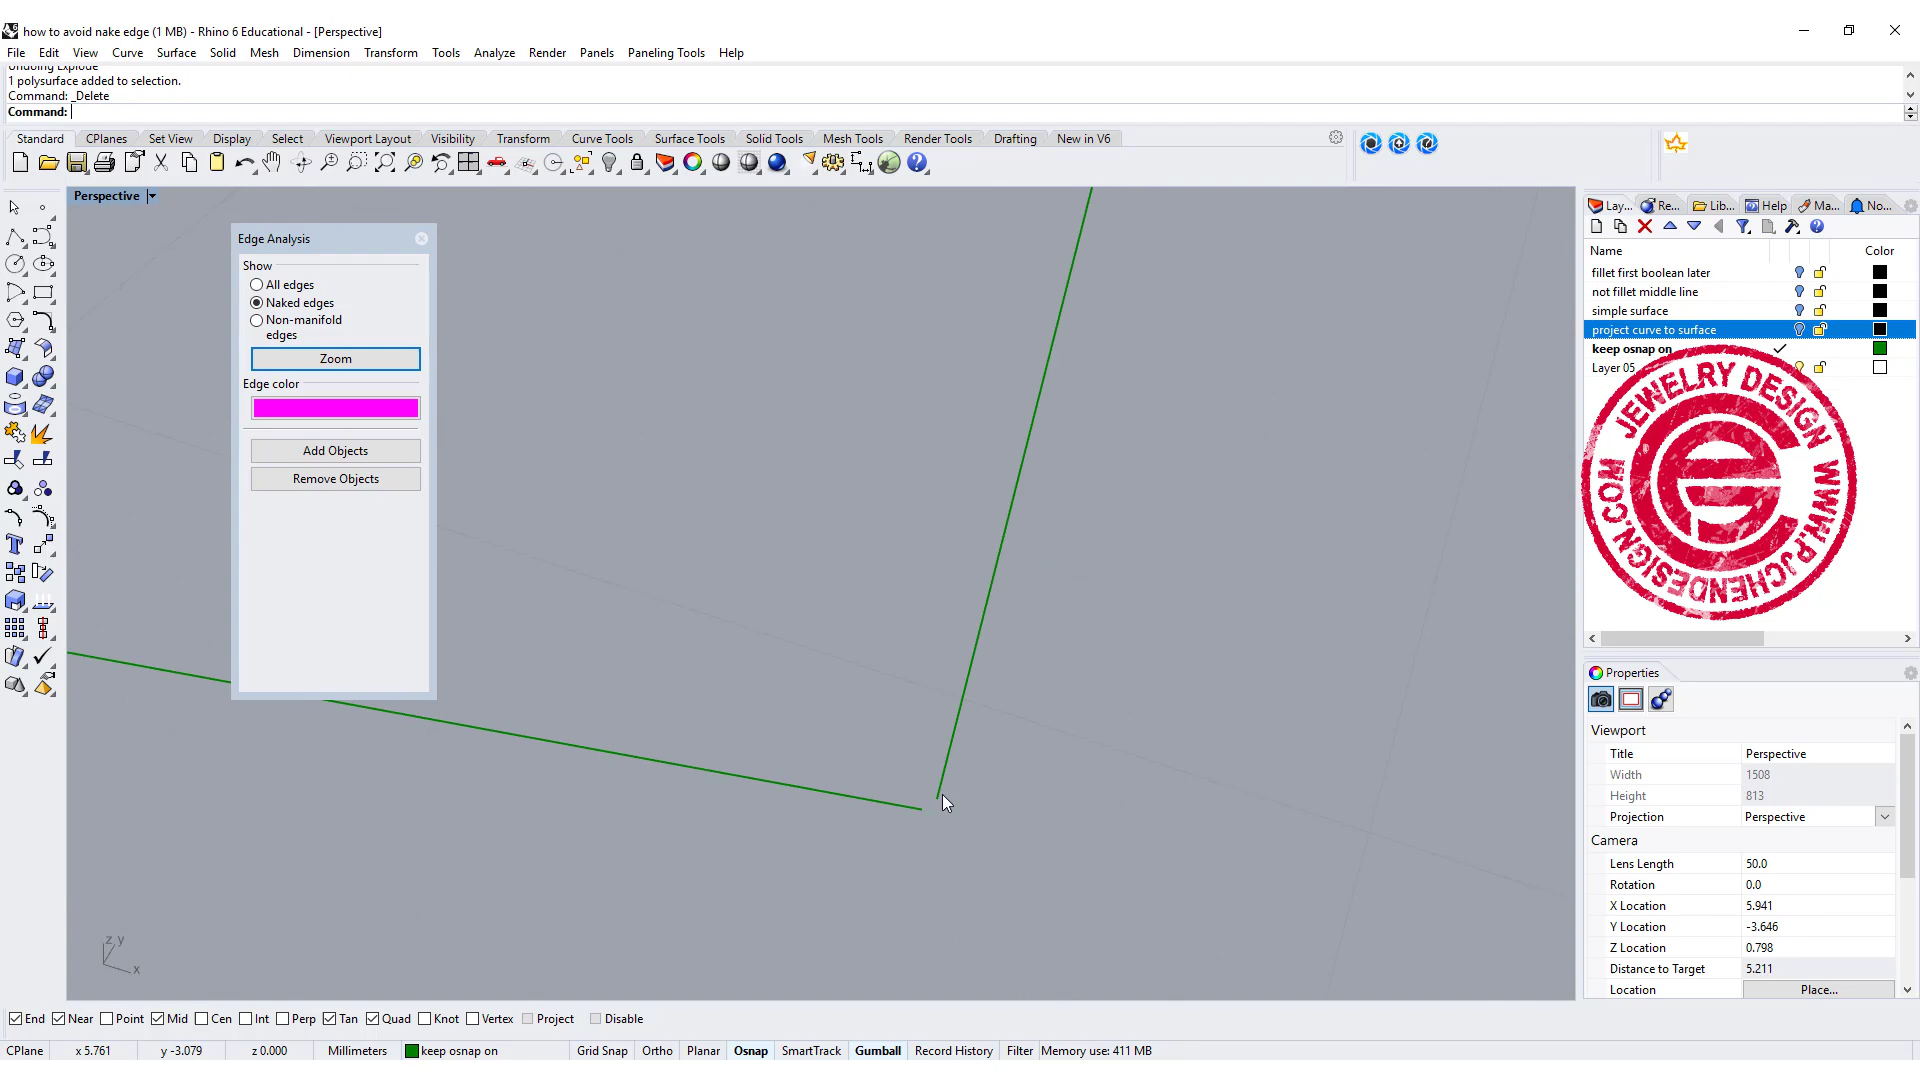 how to avoid nake edge (1 MB) - Rhino 6 Educational - [Perspective]
File Edit View Curve Surface Solid Mesh Dimension Transform Tools Analyze Render Panels Paneling Tools Help
Undoing Explode
1 polysurface added to selection.
Command: _Delete
Command:
Standard CPlanes Set View Display Select Viewport Layout Visibility Transform Curve Tools Surface Tools Solid Tools Mesh Tools Render Tools Drafting New in V6
Perspective
Edge Analysis
Show
All edges
Naked edges
Non-manifold
edges
Zoom
Edge color
Add Objects
Remove Objects
z y
x
Lay... Re... Lib... Help Ma... No...
Name Color
fillet first boolean later
not fillet middle line
simple surface
project curve to surface
keep osnap on
Layer 05
JEWELRY DESIGN
WWW.PJCHENDESIGN.COM
Properties
Viewport
Title Perspective
Width 1508
Height 813
Projection Perspective
Camera
Lens Length 50.0
Rotation 0.0
X Location 5.941
Y Location -3.646
Z Location 0.798
Distance to Target 5.211
Location Place...
End Near Point Mid Cen Int Perp Tan Quad Knot Vertex Project Disable
CPlane x 5.761 y -3.079 z 0.000 Millimeters keep osnap on Grid Snap Ortho Planar Osnap SmartTrack Gumball Record History Filter Memory use: 411 MB